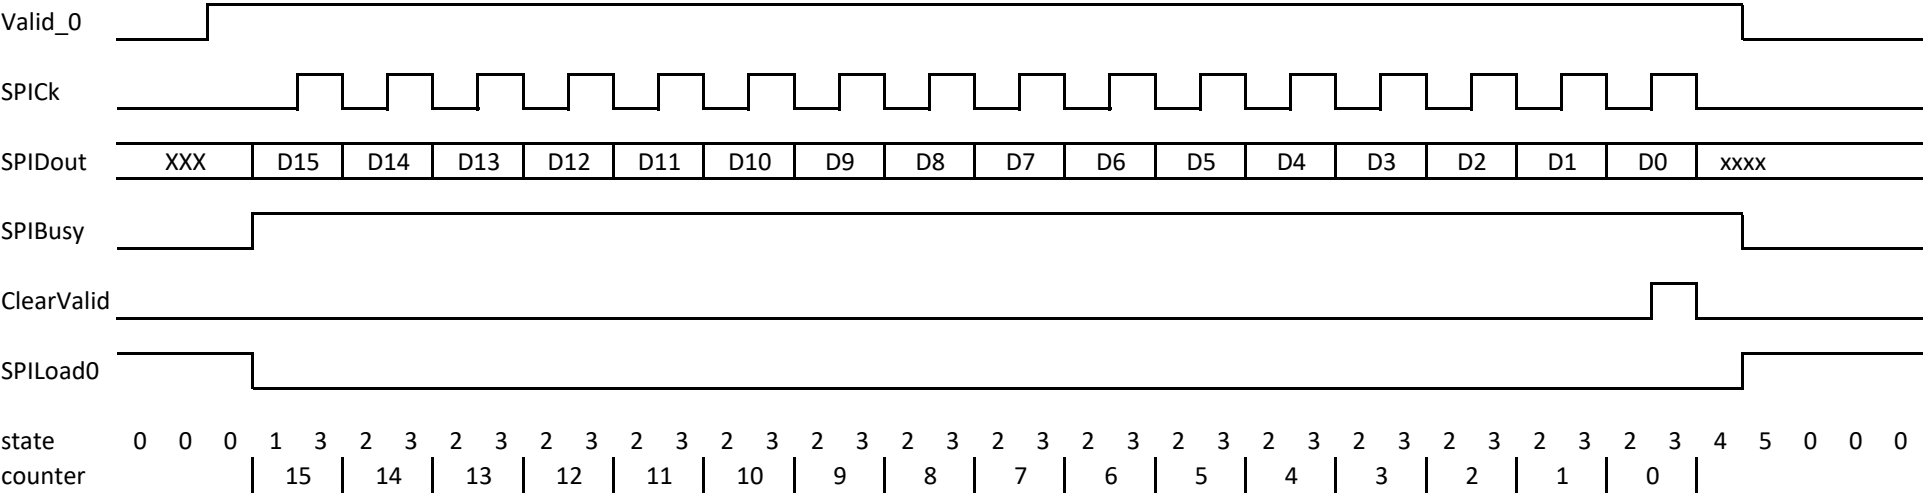 Valid_0
SPICk
SPIDout XXX D15 D14 D13 D12 D11 D10 D9 D8 D7 D6 D5 D4 D3 D2 D1 D0 xxxx
SPIBusy
ClearValid
SPILoad0
state 0 0 0 1 3 2 3 2 3 2 3 2 3 2 3 2 3 2 3 2 3 2 3 2 3 2 3 2 3 2 3 2 3 2 3 4 5 0 0 0
counter 15 14 13 12 11 10 9 8 7 6 5 4 3 2 1 0